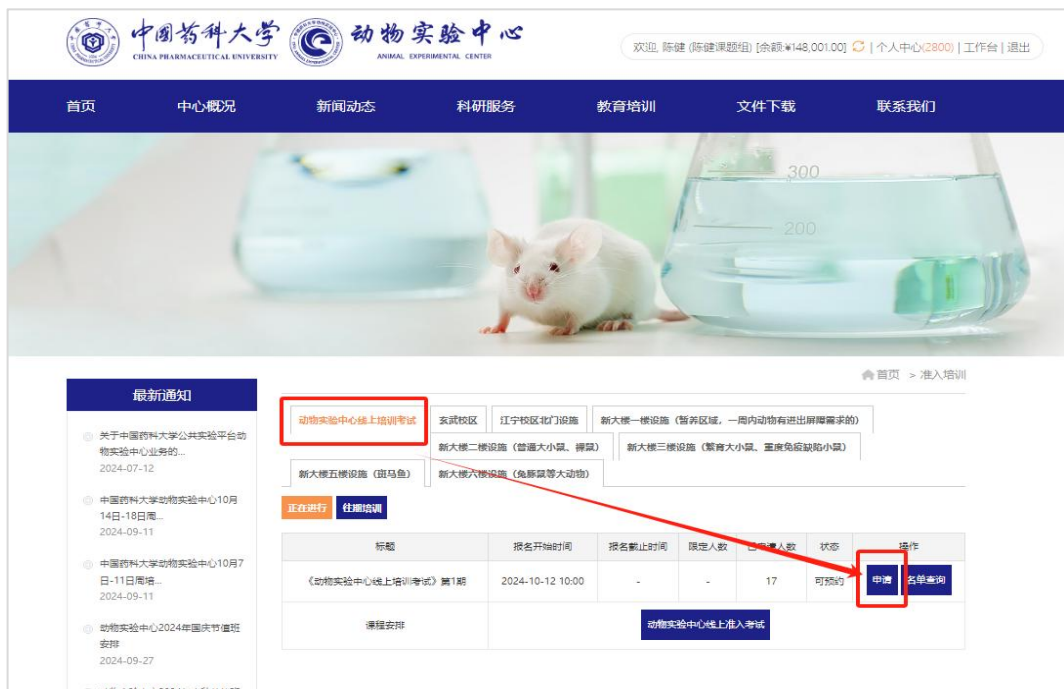 中国药科大学
CHINA PHARMACEUTICAL UNIVERSITY
动物实验中心
ANIMAL EXPERIMENTAL CENTER
欢迎, 陈健 (陈健课题组) [余额:¥148,001.00] | 个人中心(2800) | 工作台 | 退出
首页 中心概况 新闻动态 科研服务 教育培训 文件下载 联系我们
300
200
首页 > 准入培训
最新通知
关于中国药科大学公共实验平台动
物实验中心业务的...
2024-07-12
中国药科大学动物实验中心10月
14日-18日周...
2024-09-11
中国药科大学动物实验中心10月7
日-11日周培...
2024-09-11
动物实验中心2024年国庆节值班
安排
2024-09-27
动物实验中心线上培训考试 玄武校区 江宁校区北门设施 新大楼一楼设施（暂养区域，一周内动物有进出屏障需求的）
新大楼二楼设施（普通大小鼠、裸鼠） 新大楼三楼设施（繁育大小鼠、重度免疫缺陷小鼠）
新大楼五楼设施（斑马鱼） 新大楼六楼设施（兔豚鼠等大动物）
正在进行 往期培训
标题 报名开始时间 报名截止时间 限定人数 已申请人数 状态 操作
《动物实验中心线上培训考试》第1期 2024-10-12 10:00 - - 17 可预约 申请 名单查询
课程安排 动物实验中心线上准入考试